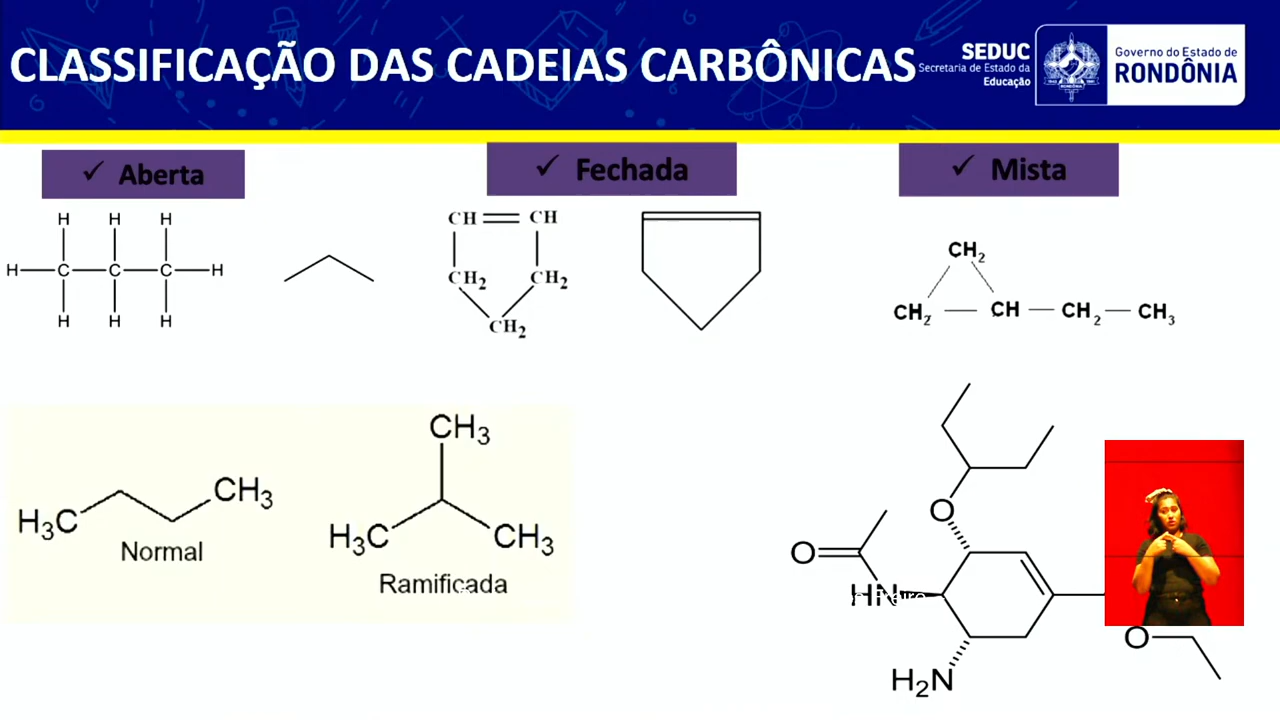 CLASSIFICAÇÃO DAS CADEIAS CARBÔNICAS
SEDUC
Secretaria de Estado da
Educação
Governo do Estado de
RONDÔNIA
✓ Aberta
✓ Fechada
✓ Mista
H H H
H C C C H
H H H
CH CH
CH2 CH2
CH2
CH2
CH2 CH CH2 CH3
H3C CH3
Normal
CH3
H3C CH3
Ramificada
O
O
HN
O
H2N